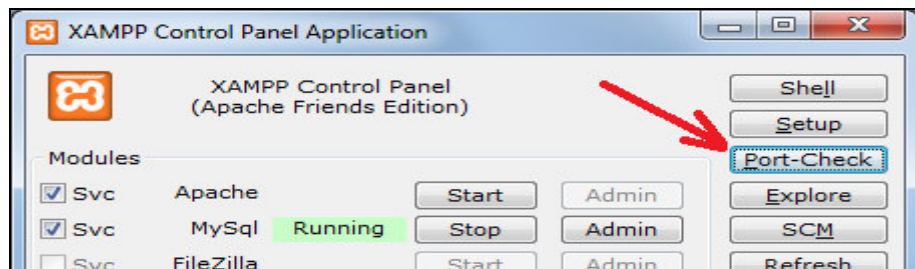 XAMPP Control Panel Application
XAMPP Control Panel
(Apache Friends Edition)
Shell
Setup
Modules
Port-Check
Svc Apache Start Admin Explore
Svc MySql Running Stop Admin SCM
Svc FileZilla Start Admin Refresh